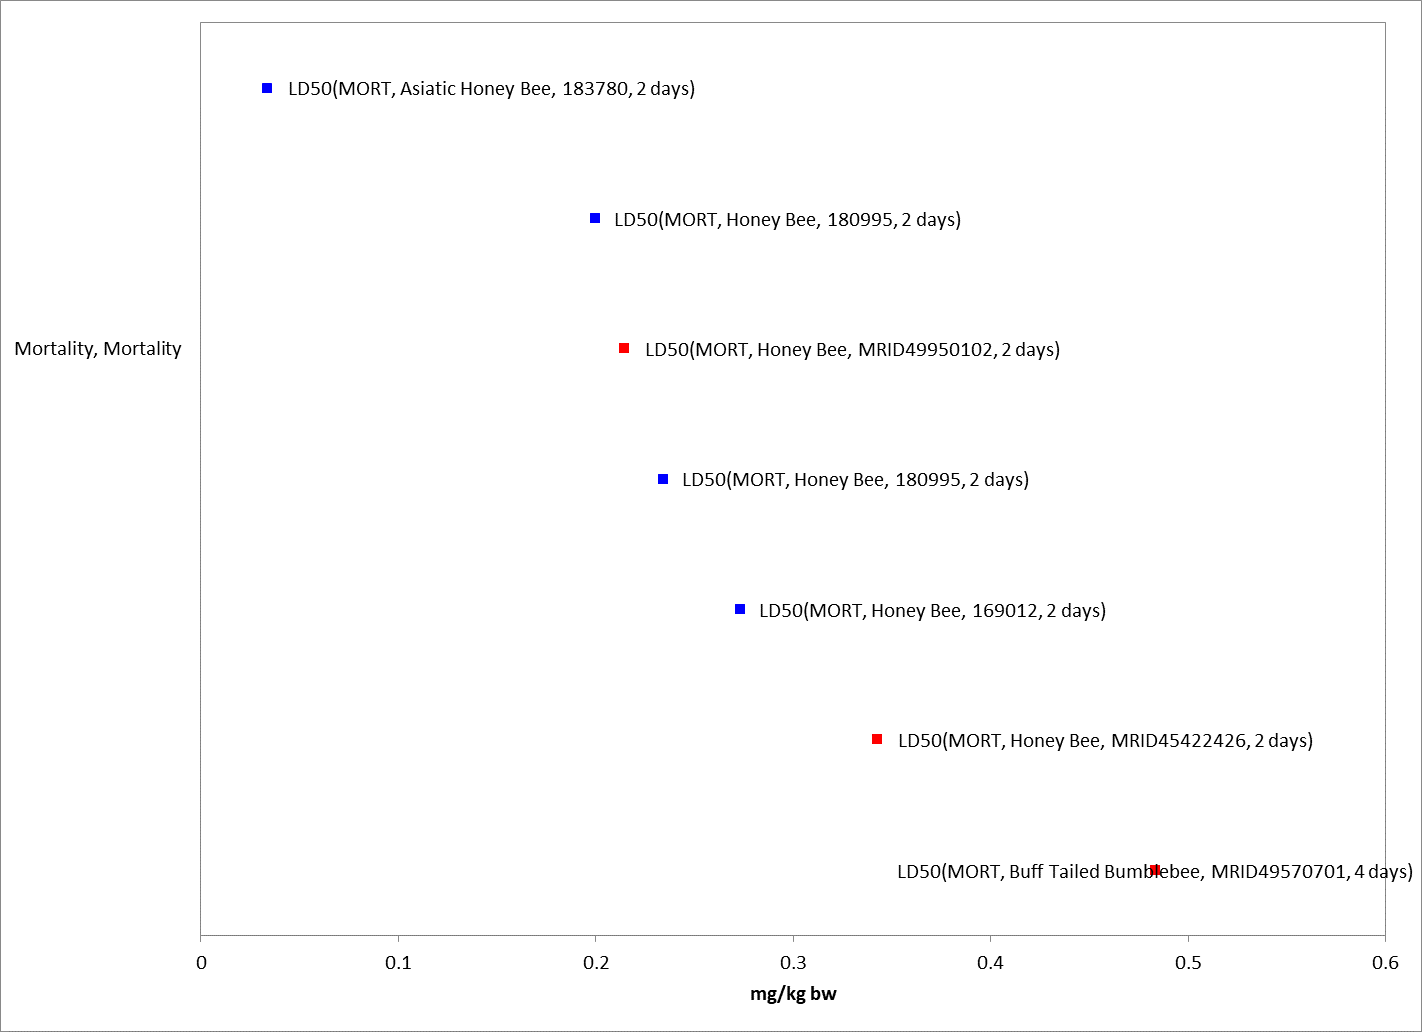 LD50(MORT, Asiatic Honey Bee, 183780, 2 days)
LD50(MORT, Honey Bee, 180995, 2 days)
Mortality, Mortality
LD50(MORT, Honey Bee, MRID49950102, 2 days)
LD50(MORT, Honey Bee, 180995, 2 days)
LD50(MORT, Honey Bee, 169012, 2 days)
LD50(MORT, Honey Bee, MRID45422426, 2 days)
LD50(MORT, Buff Tailed Bumblebee, MRID49570701, 4 days)
0 0.1 0.2 0.3 0.4 0.5 0.6
mg/kg bw